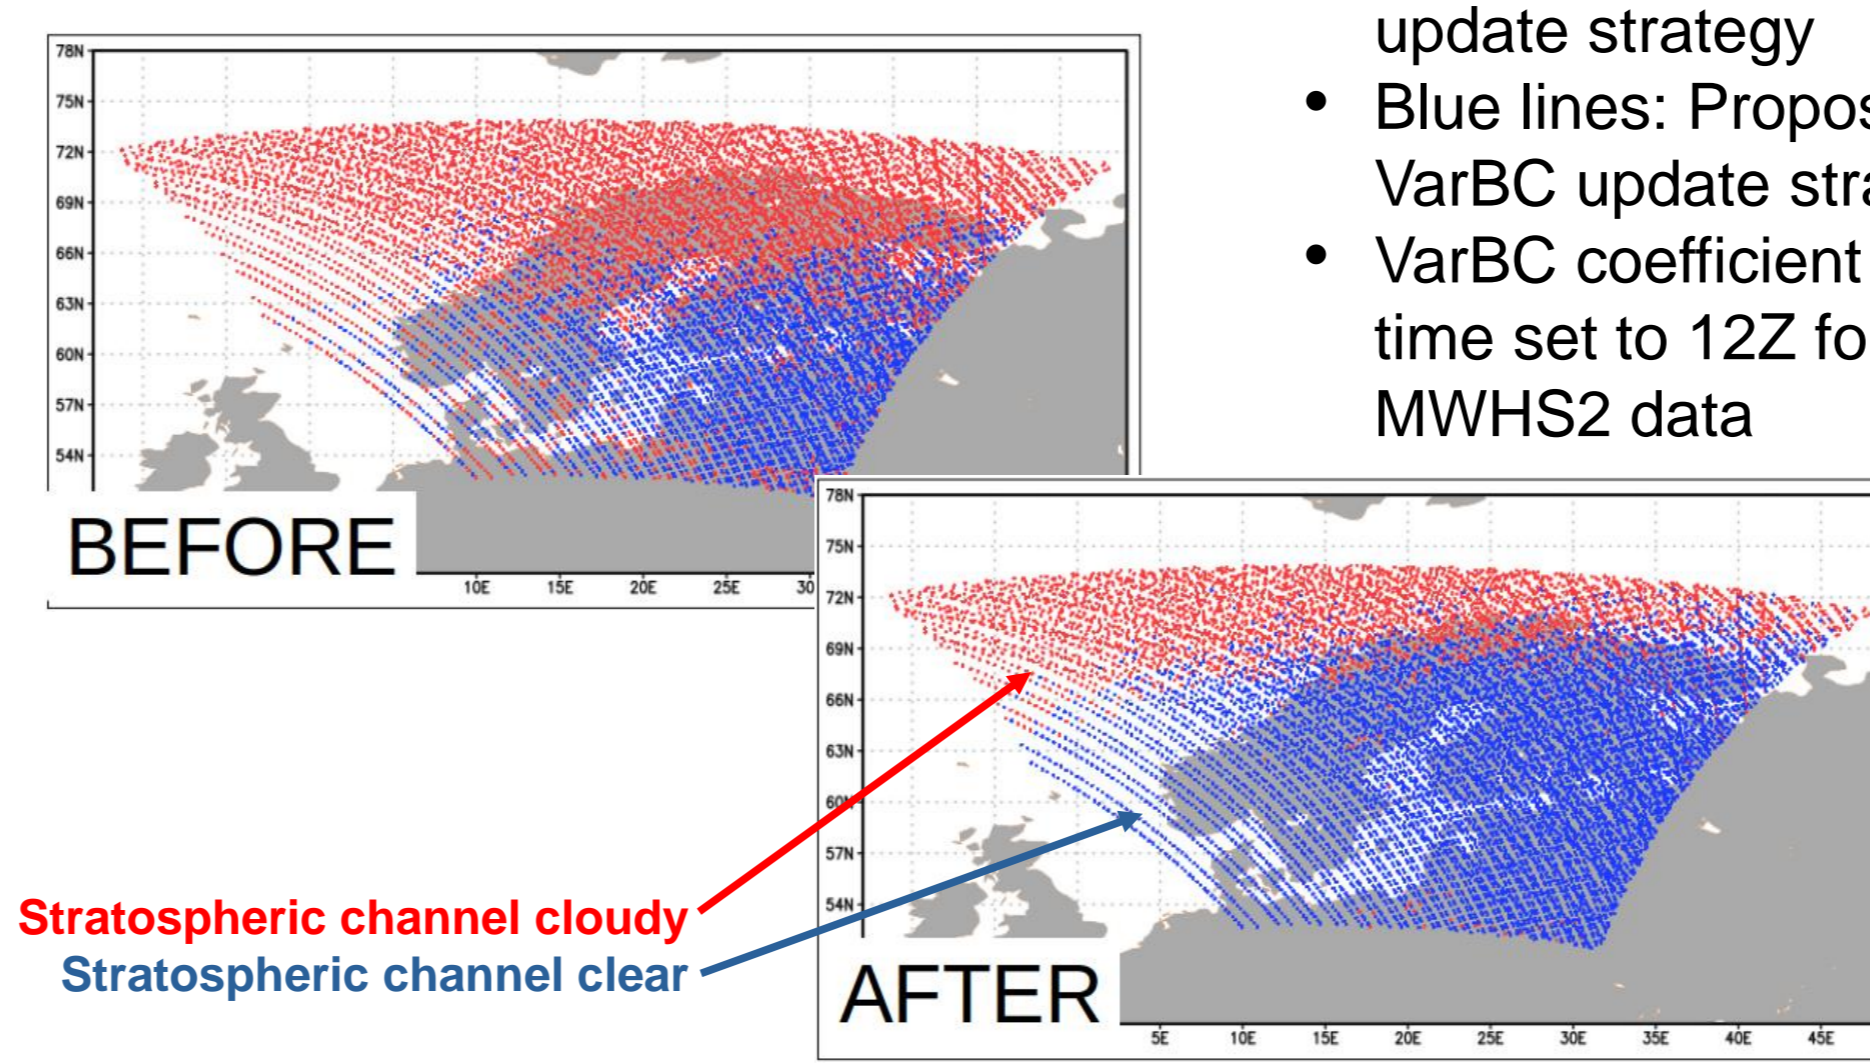 update strategy
• Blue lines: Propos
VarBC update stra
• VarBC coefficient
time set to 12Z fo
MWHS2 data
78N
75N
72N
69N
66N
63N
60N
57N
54N
BEFORE
10E 15E 20E 25E 30
78N
75N
72N
69N
66N
63N
60N
57N
54N
Stratospheric channel cloudy
Stratospheric channel clear
AFTER
5E 10E 15E 20E 25E 30E 35E 40E 45E